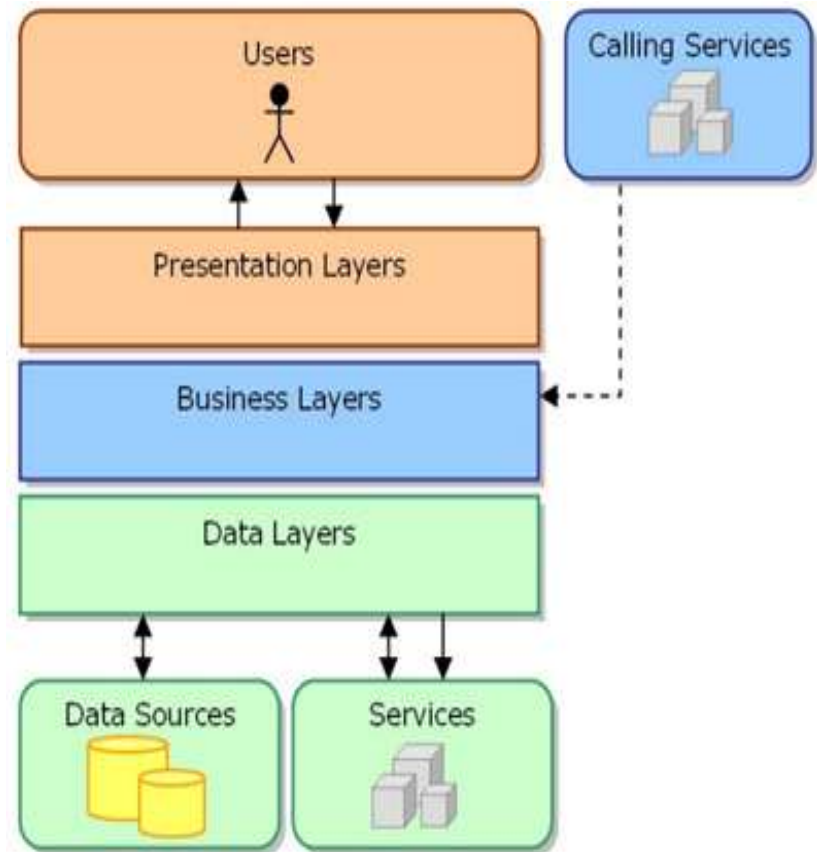 Users
Calling Services
Presentation Layers
Business Layers
Data Layers
Data Sources
Services